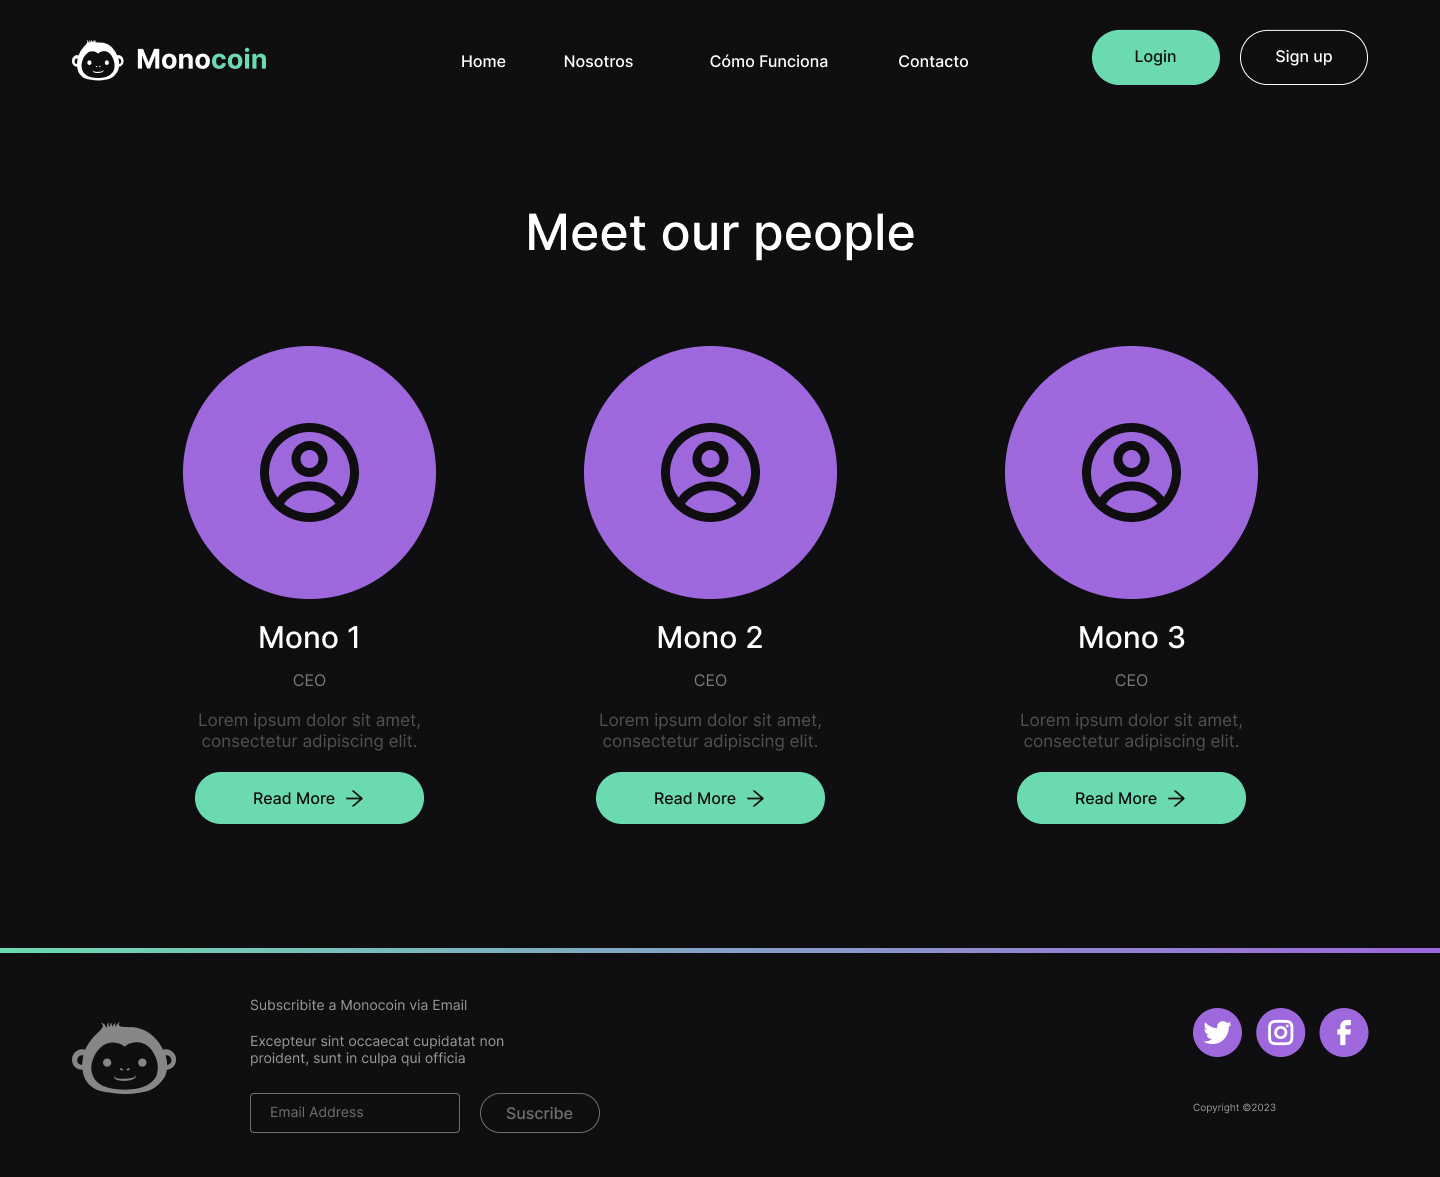 Monocoin
Home
Nosotros
Cómo Funciona
Contacto
Login
Sign up
Meet our people
Mono 1
CEO
Lorem ipsum dolor sit amet,
consectetur adipiscing elit.
Read More
Mono 2
CEO
Lorem ipsum dolor sit amet,
consectetur adipiscing elit.
Read More
Mono 3
CEO
Lorem ipsum dolor sit amet,
consectetur adipiscing elit.
Read More
Subscribite a Monocoin via Email
Excepteur sint occaecat cupidatat non
proident, sunt in culpa qui officia
Email Address
Suscribe
Copyright ©2023